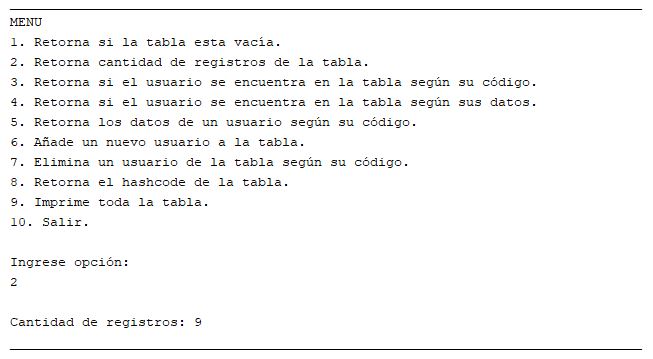 MENU
1. Retorna si la tabla esta vacía.
2. Retorna cantidad de registros de la tabla.
3. Retorna si el usuario se encuentra en la tabla según su código.
4. Retorna si el usuario se encuentra en la tabla según sus datos.
5. Retorna los datos de un usuario según su código.
6. Añade un nuevo usuario a la tabla.
7. Elimina un usuario de la tabla según su código.
8. Retorna el hashcode de la tabla.
9. Imprime toda la tabla.
10. Salir.
Ingrese opción:
2
Cantidad de registros: 9